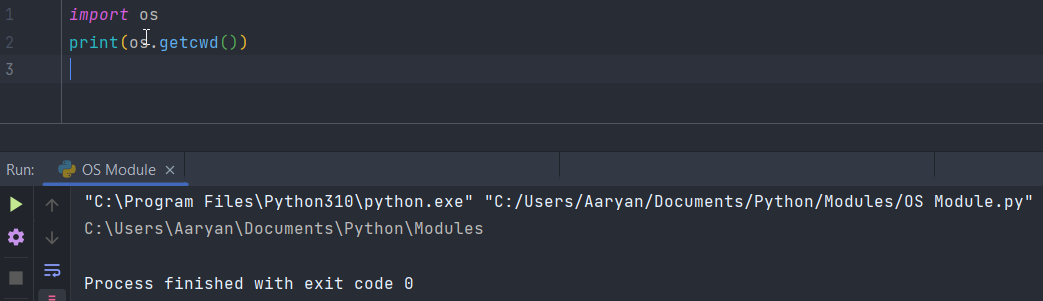 1 import os
2 print(os.getcwd())
3
Run: OS Module ×
"C:\Program Files\Python310\python.exe" "C:/Users/Aaryan/Documents/Python/Modules/OS Module.py"
C:\Users\Aaryan\Documents\Python\Modules
Process finished with exit code 0